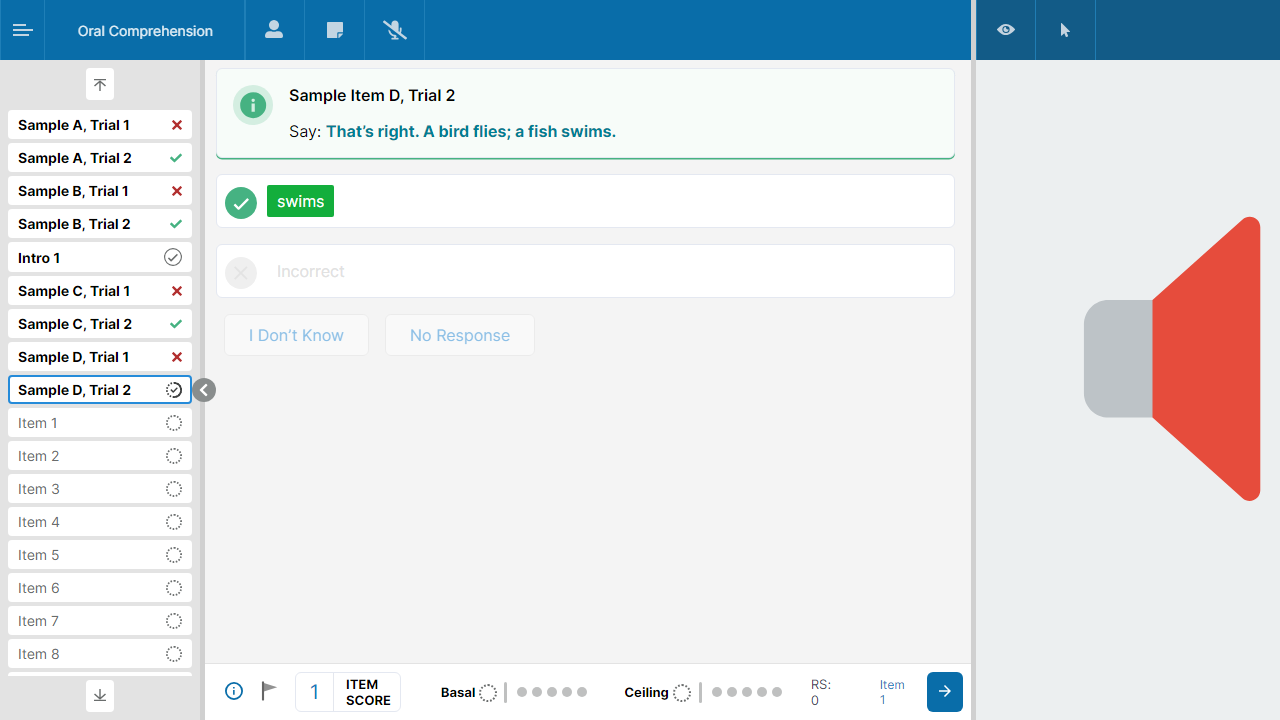 Oral Comprehension
Sample A, Trial 1
Sample A, Trial 2
Sample B, Trial 1
Sample B, Trial 2
Intro 1
Sample C, Trial 1
Sample C, Trial 2
Sample D, Trial 1
Sample D, Trial 2
Item 1
Item 2
Item 3
Item 4
Item 5
Item 6
Item 7
Item 8
Sample Item D, Trial 2
Say: That's right. A bird flies; a fish swims.
swims
Incorrect
I Don't Know
No Response
1
ITEM
SCORE
Basal
Ceiling
RS:
0
Item
1